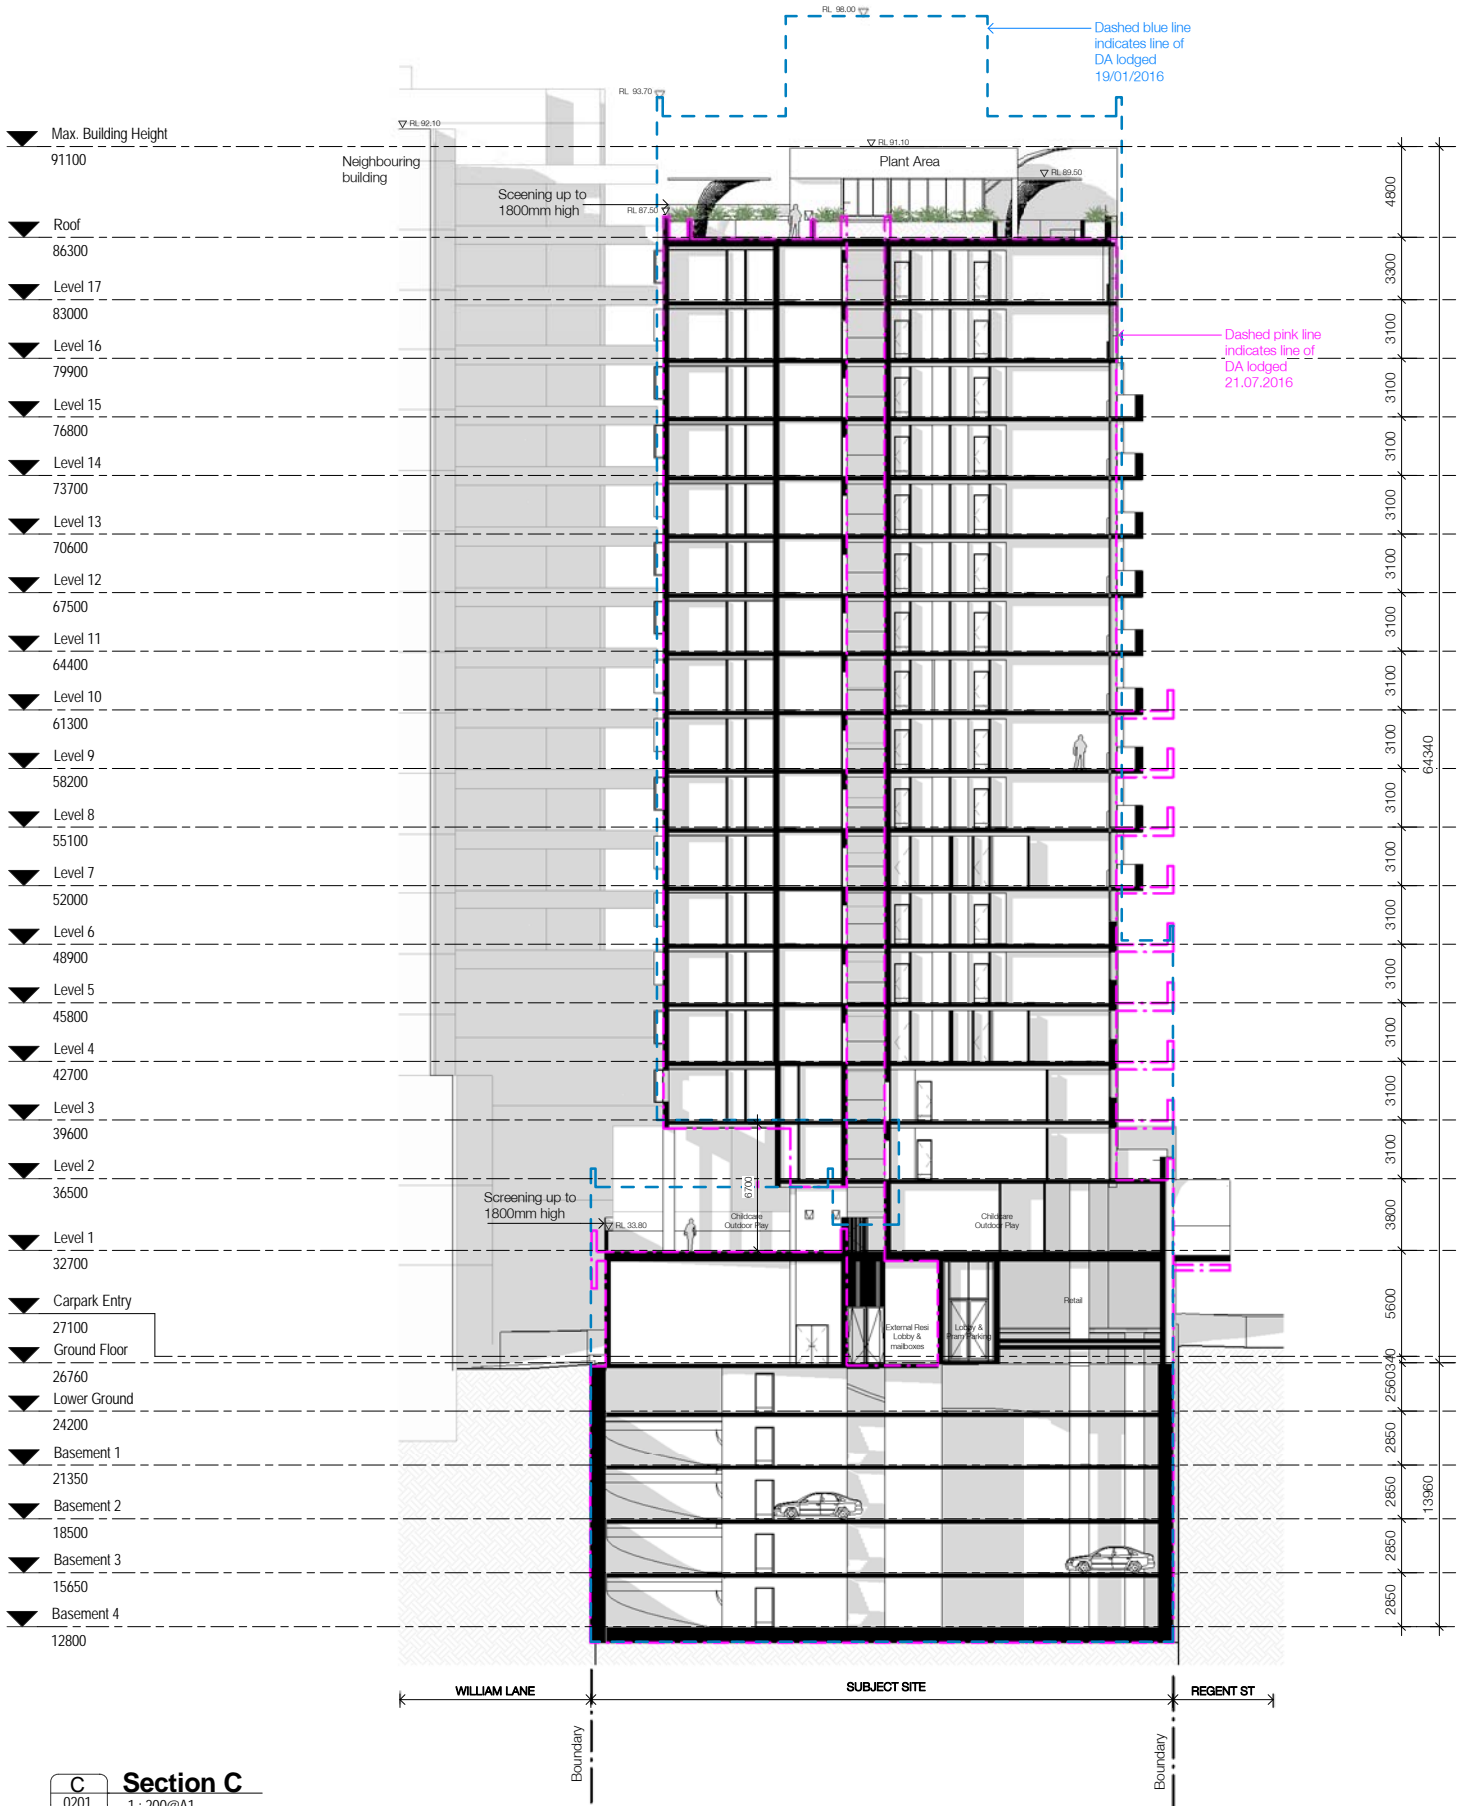 RL 98.00
Dashed blue line
indicates line of
DA lodged
19/01/2016
RL 93.70
RL 92.10
Max. Building Height
91100
Neighbouring
building
RL 91.10
Plant Area
RL 89.50
Sceening up to
1800mm high
RL 87.50
4800
Roof
86300
3300
Level 17
83000
3100
Dashed pink line
indicates line of
DA lodged
21.07.2016
Level 16
79900
3100
Level 15
76800
3100
Level 14
73700
3100
Level 13
70600
3100
Level 12
67500
3100
Level 11
64400
3100
Level 10
61300
3100
64340
Level 9
58200
3100
Level 8
55100
3100
Level 7
52000
3100
Level 6
48900
3100
Level 5
45800
3100
Level 4
42700
3100
Level 3
39600
3100
Level 2
36500
6700
Screening up to
1800mm high
RL 33.80
Childcare
Outdoor Play
Childcare
Outdoor Play
3800
Level 1
32700
5600
Carpark Entry
27100
Retail
External Resi
Lobby &
mailboxes
Lobby &
Pram Parking
Ground Floor
26760
340
2560
Lower Ground
24200
2850
Basement 1
21350
2850
13960
Basement 2
18500
2850
Basement 3
15650
2850
Basement 4
12800
WILLIAM LANE
SUBJECT SITE
REGENT ST
Boundary
Boundary
C
0201
Section C
1 : 200@A1